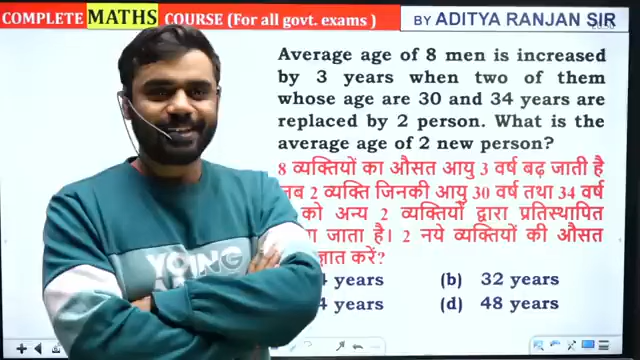 COMPLETE MATHS COURSE (For all govt. exams)
BY ADITYA RANJAN SIR
Average age of 8 men is increased
by 3 years when two of them
whose age are 30 and 34 years are
replaced by 2 person. What is the
average age of 2 new person?
8 व्यक्तियों का औसत आयु 3 वर्ष बढ़ जाती है
जब 2 व्यक्ति जिनकी आयु 30 वर्ष तथा 34 वर्ष
को अन्य 2 व्यक्तियों द्वारा प्रतिस्थापित
जाता है। 2 नये व्यक्तियों की औसत
करें?
years (b) 32 years
years (d) 48 years
YOUNG